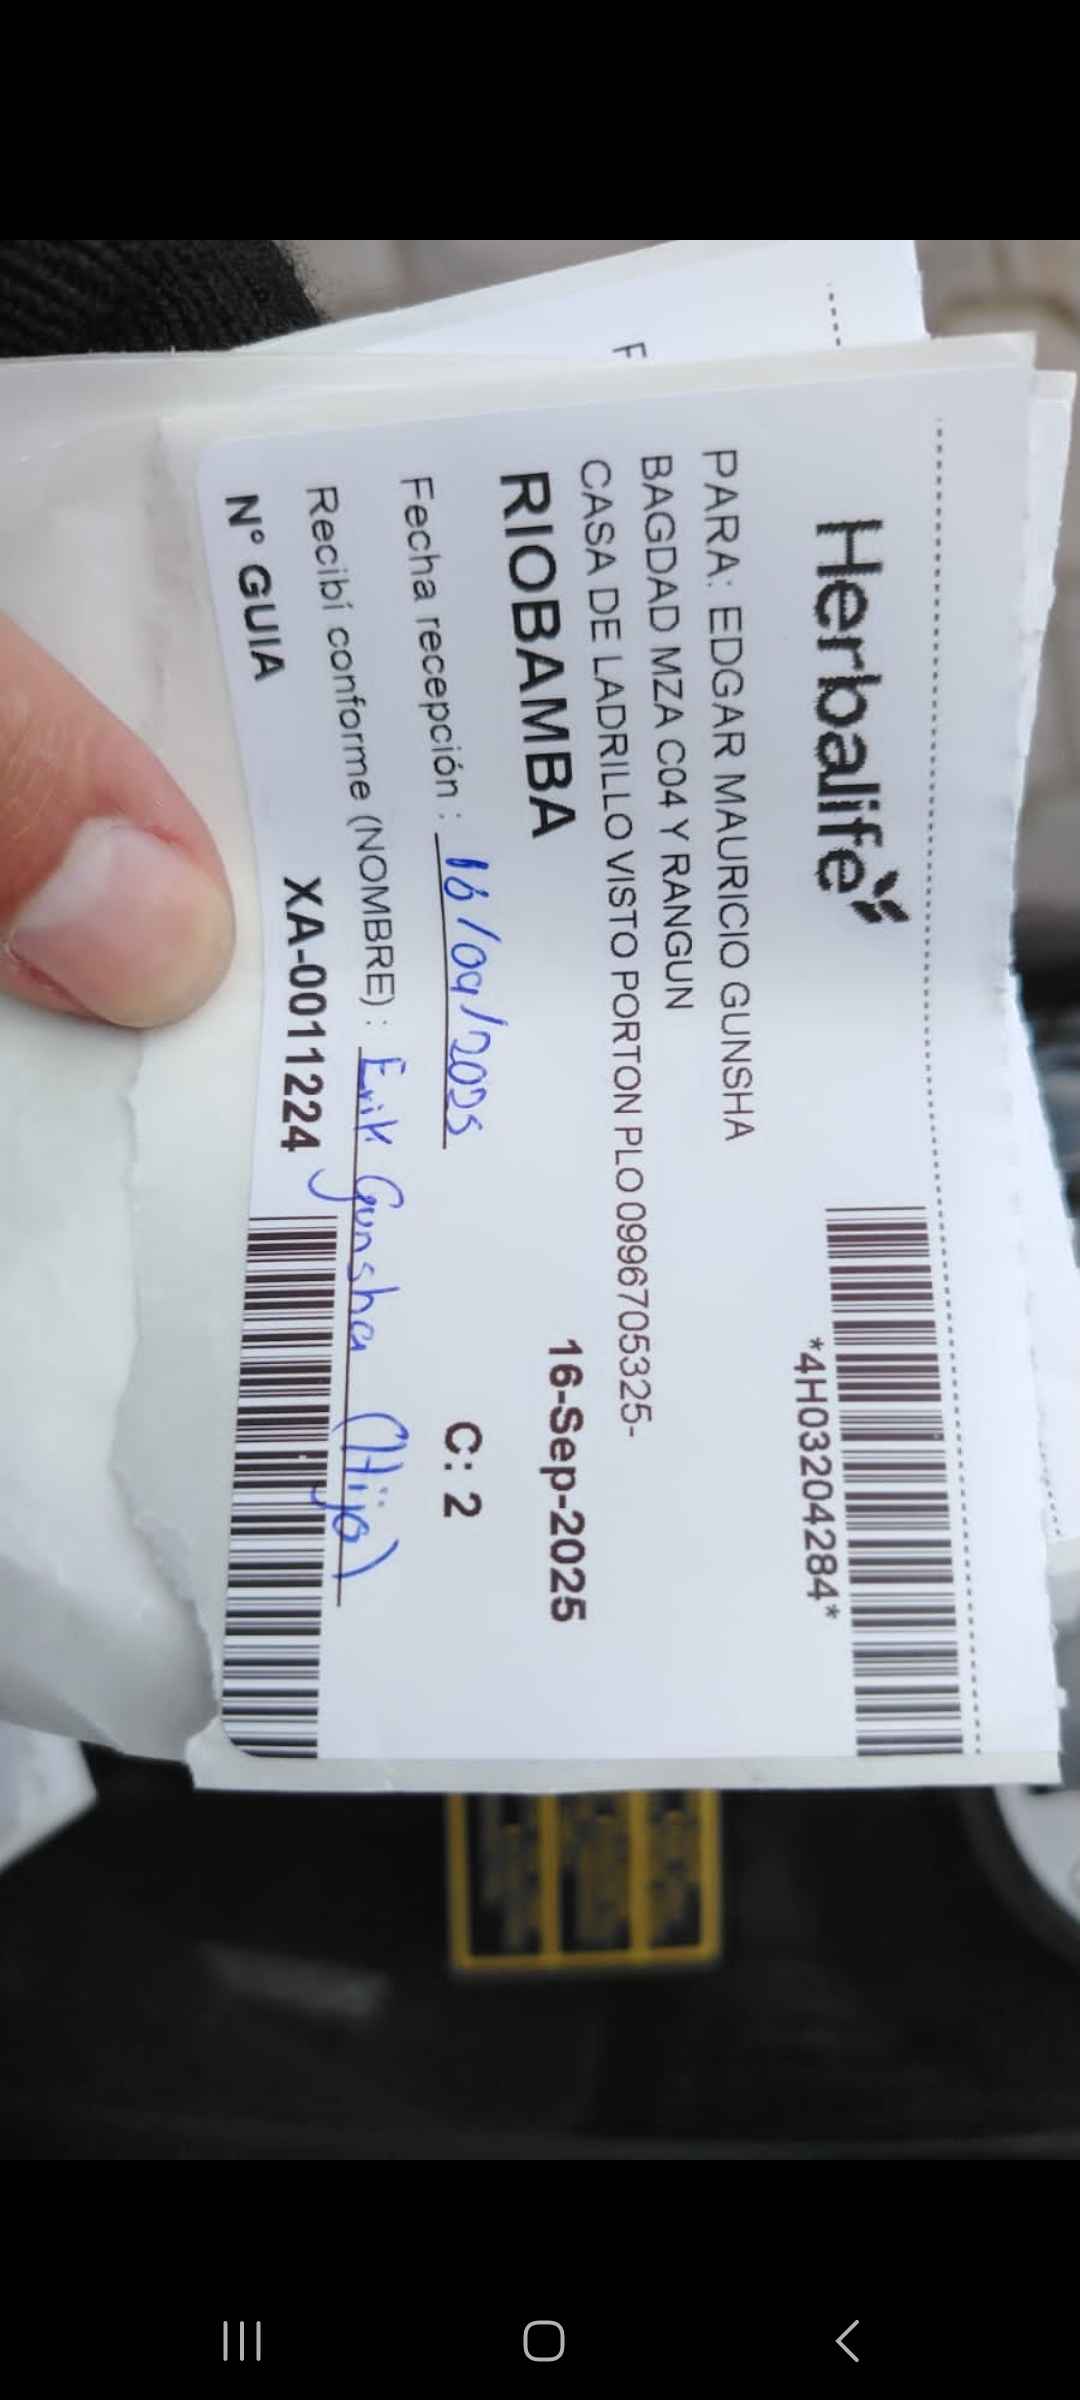 Herbalife
*4H03204284*
PARA: EDGAR MAURICIO GUNSHA
BAGDAD MZA C04 Y RANGUN
CASA DE LADRILLO VISTO PORTON PLO 0996705325-
RIOBAMBA
16-Sep-2025
Fecha recepción : 16/09/2025
C: 2
Recibí conforme (NOMBRE) : Erik Gunsha (Hijo)
N° GUIA XA-0011224
F